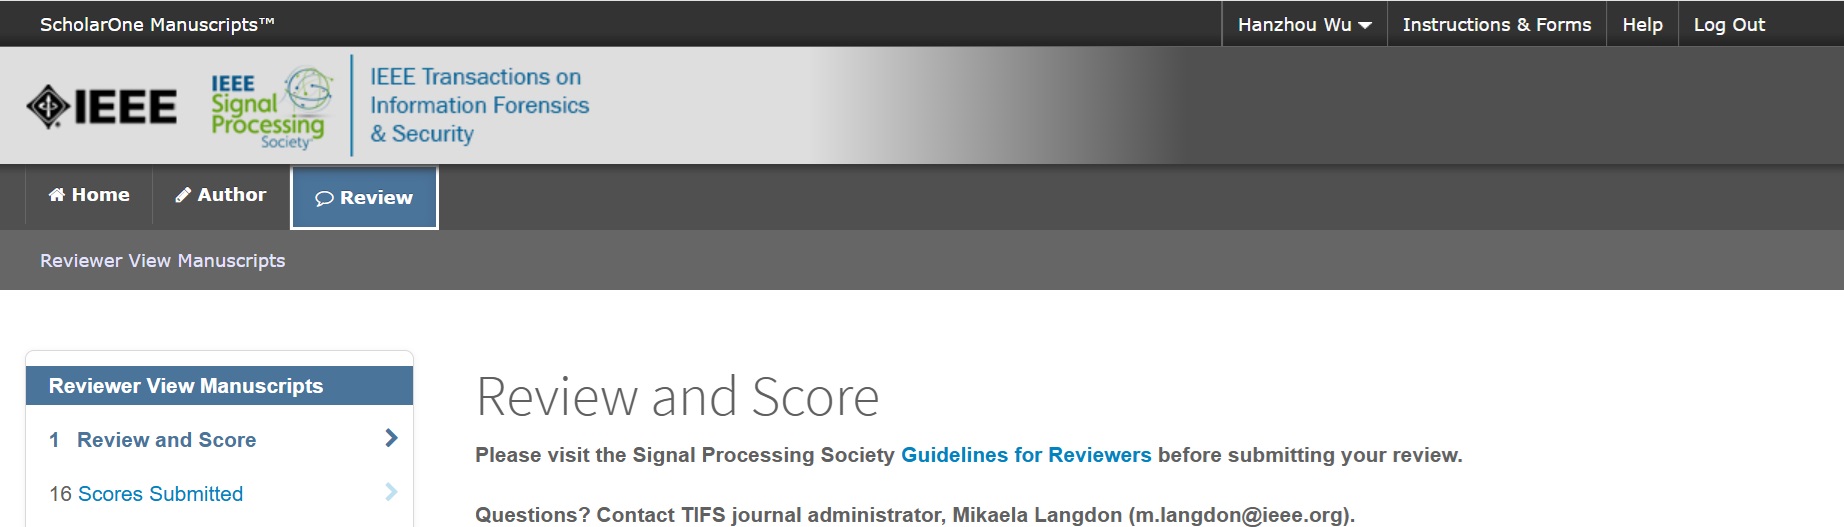 ScholarOne Manuscripts™
Hanzhou Wu
Instructions & Forms
Help
Log Out
IEEE
IEEE
Signal
Processing
Society
IEEE Transactions on
Information Forensics
& Security
Home
Author
Review
Reviewer View Manuscripts
Reviewer View Manuscripts
1 Review and Score
16 Scores Submitted
Review and Score
Please visit the Signal Processing Society Guidelines for Reviewers before submitting your review.
Questions? Contact TIFS journal administrator, Mikaela Langdon (m.langdon@ieee.org).